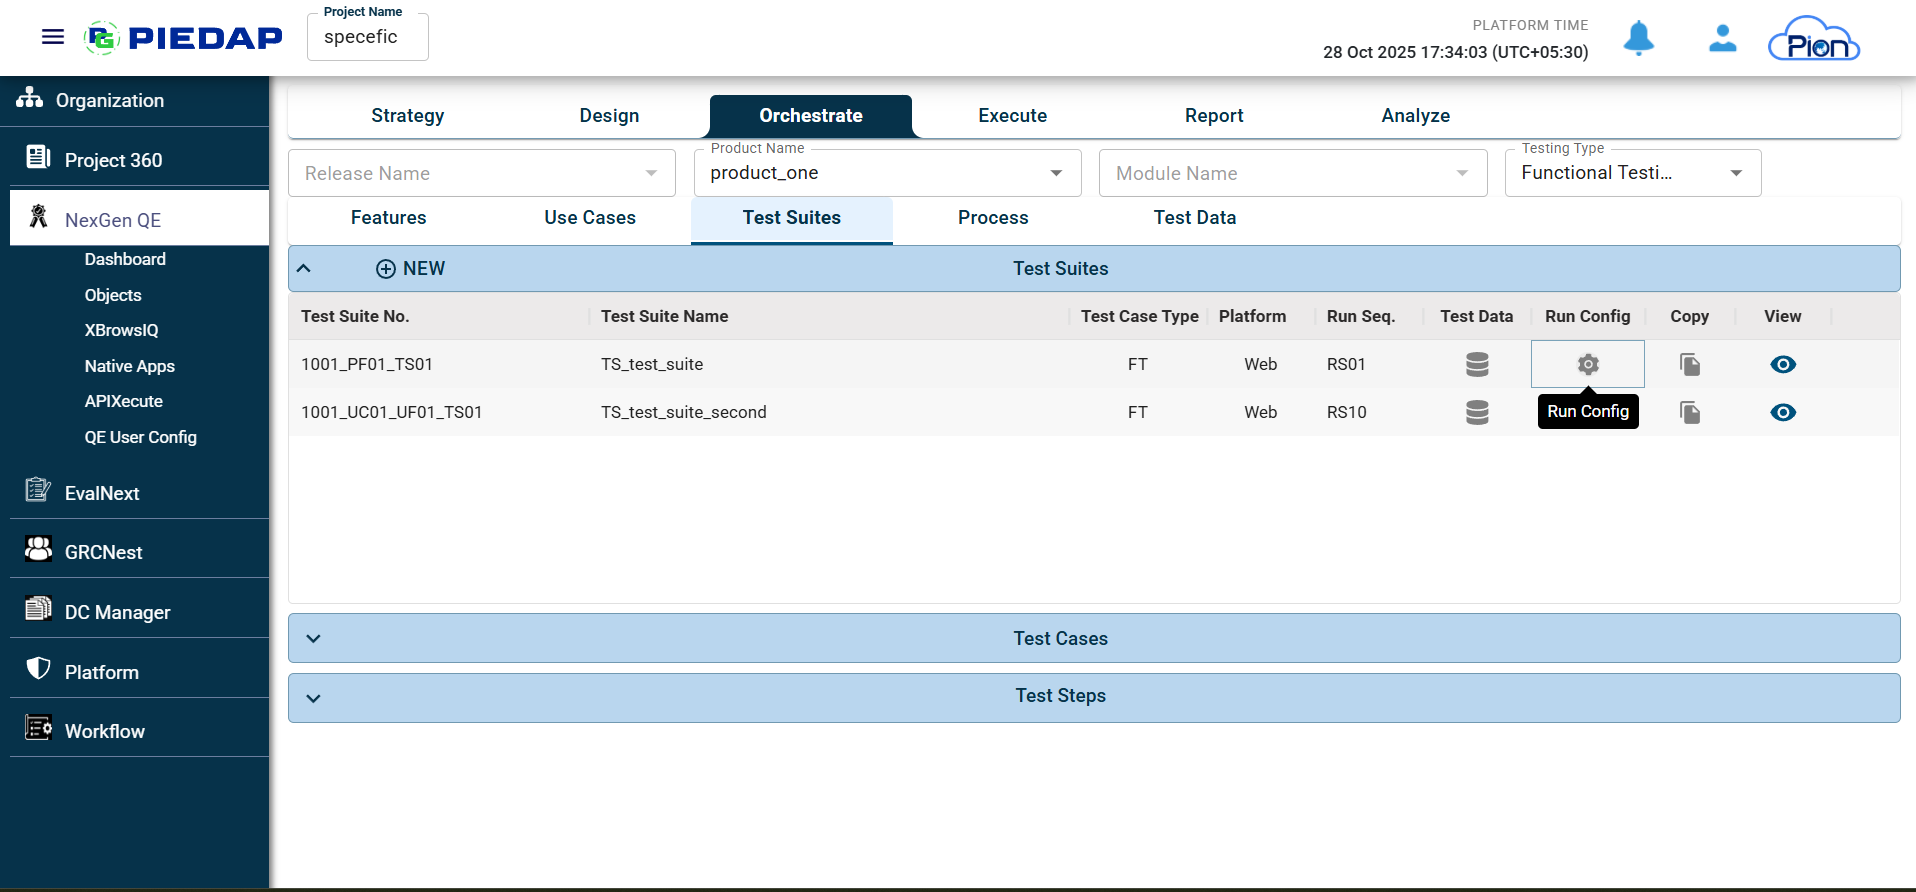 PIEDAP
Project Name
specefic
PLATFORM TIME
28 Oct 2025 17:34:03 (UTC+05:30)
Pion
Organization
Project 360
NexGen QE
Dashboard
Objects
XBrowsIQ
Native Apps
APIXecute
QE User Config
EvalNext
GRCNest
DC Manager
Platform
Workflow
Strategy Design Orchestrate Execute Report Analyze
Release Name
Product Name
product_one
Module Name
Testing Type
Functional Testi...
Features Use Cases Test Suites Process Test Data
NEW Test Suites
Test Suite No. Test Suite Name Test Case Type Platform Run Seq. Test Data Run Config Copy View
1001_PF01_TS01 TS_test_suite FT Web RS01
1001_UC01_UF01_TS01 TS_test_suite_second FT Web RS10
Run Config
Test Cases
Test Steps